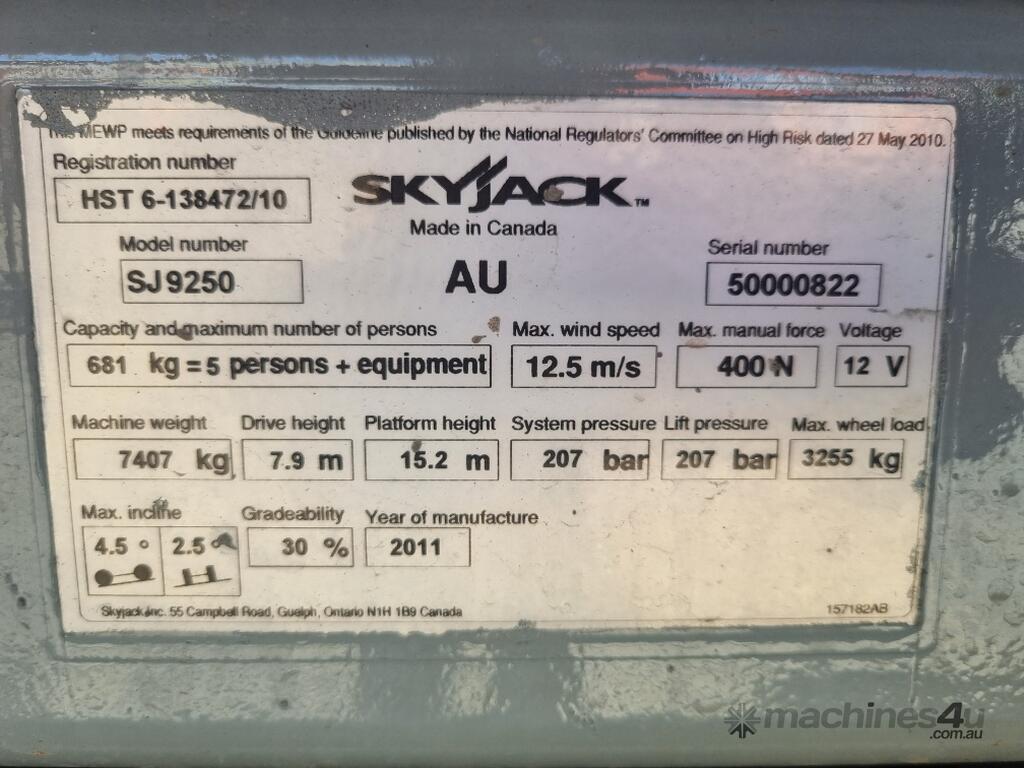 This MEWP meets requirements of the Guideline published by the National Regulators' Committee on High Risk dated 27 May 2010.
Registration number
HST 6-138472/10
SKYJACK™
Made in Canada
Model number
SJ9250
AU
Serial number
50000822
Capacity and maximum number of persons
Max. wind speed
Max. manual force
Voltage
681 kg = 5 persons + equipment
12.5 m/s
400 N
12 V
Machine weight
Drive height
Platform height
System pressure
Lift pressure
Max. wheel load
7407 kg
7.9 m
15.2 m
207 bar
207 bar
3255 kg
Max. incline
Gradeability
Year of manufacture
4.5 °
2.5 °
30 %
2011
Skyjack Inc. 55 Campbell Road, Guelph, Ontario N1H 1B9 Canada
157182AB
machines4u
.com.au